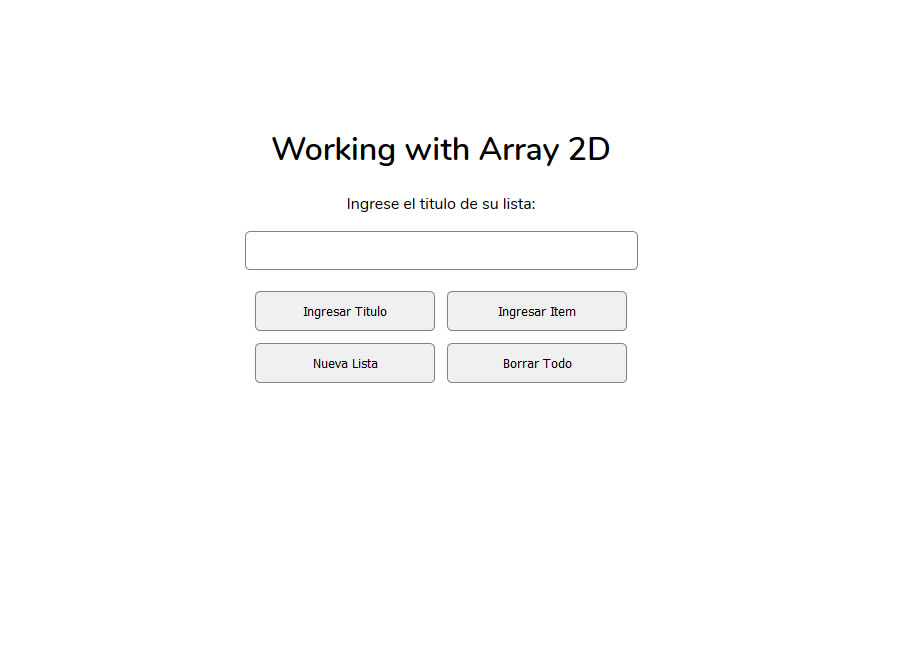 Working with Array 2D
Ingrese el titulo de su lista:
Ingresar Titulo
Ingresar Item
Nueva Lista
Borrar Todo